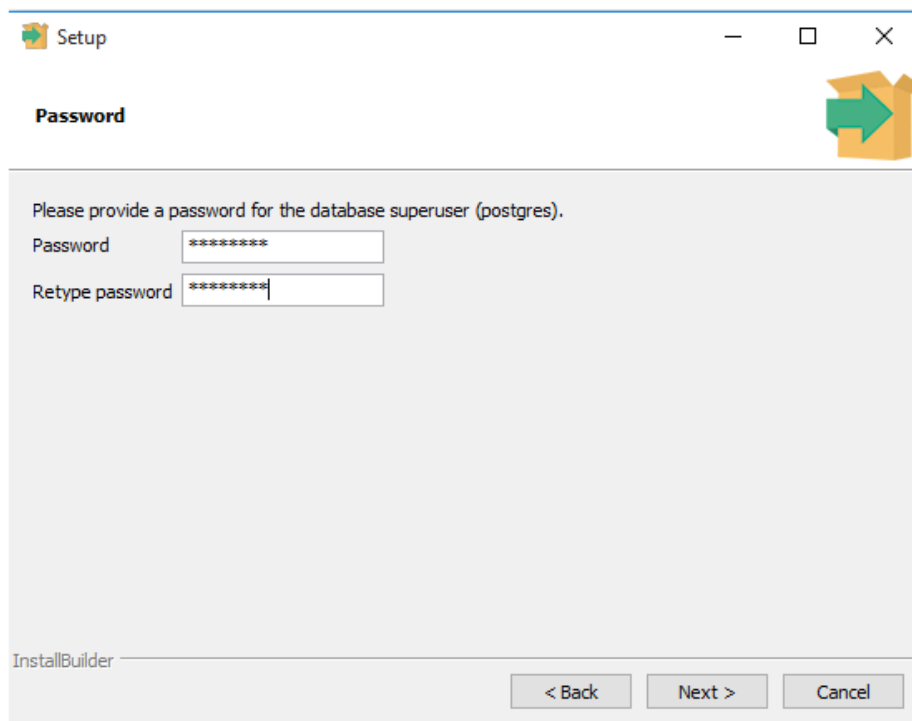 Setup
Password
Please provide a password for the database superuser (postgres).
Password ********
Retype password ********
InstallBuilder
< Back Next > Cancel